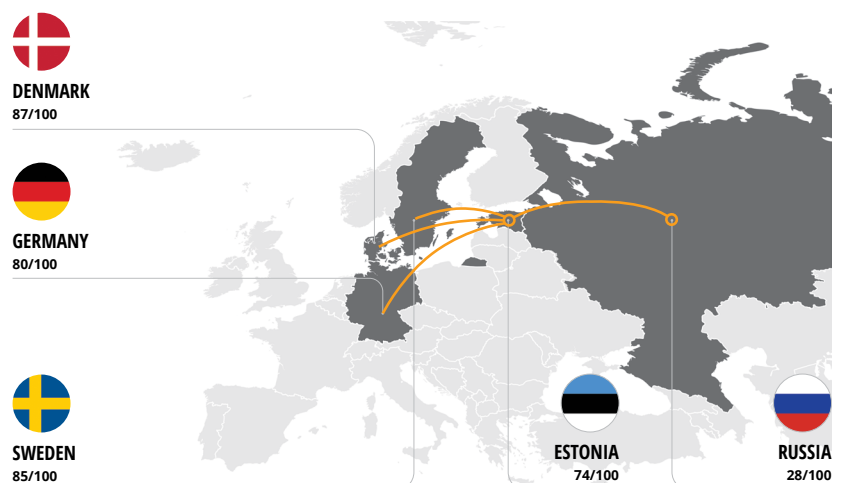 DENMARK
87/100
GERMANY
80/100
SWEDEN
85/100
ESTONIA
74/100
RUSSIA
28/100